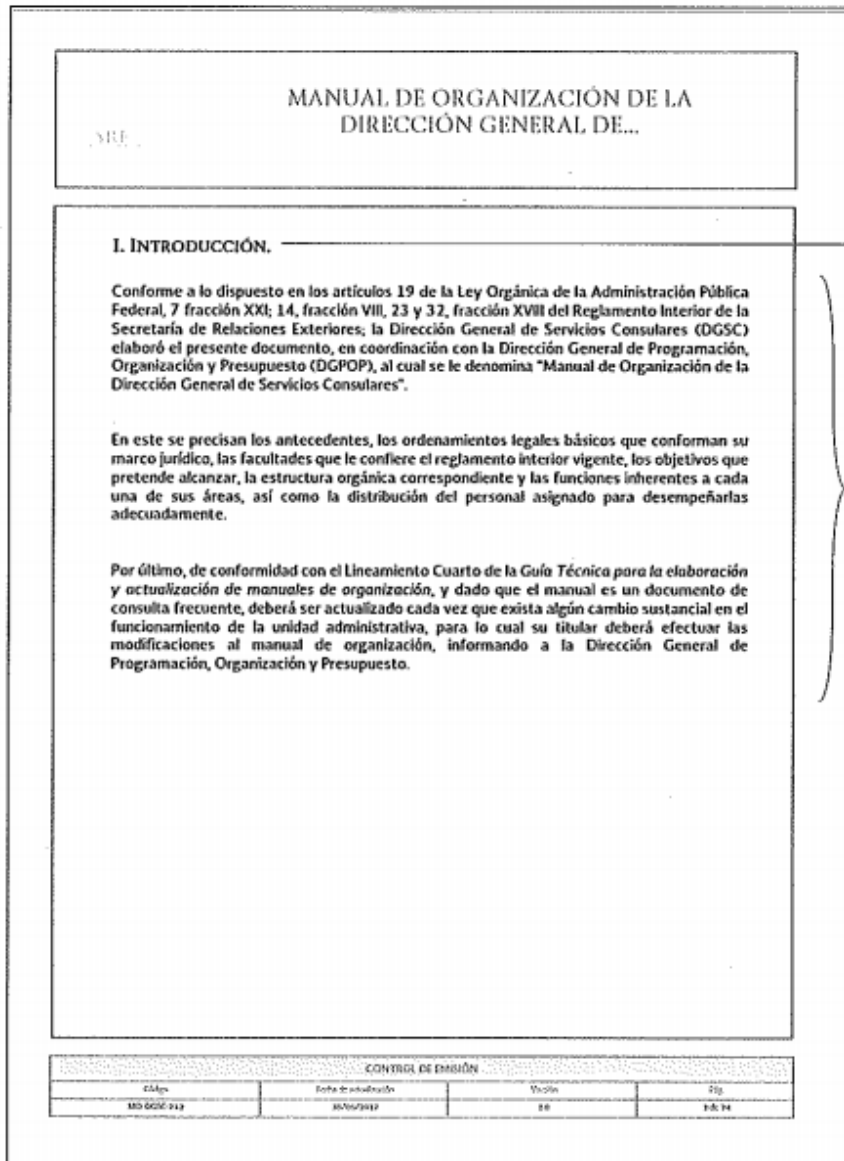 MANUAL DE ORGANIZACIÓN DE LA
DIRECCIÓN GENERAL DE...
SRE
I. INTRODUCCIÓN.
Conforme a lo dispuesto en los artículos 19 de la Ley Orgánica de la Administración Pública
Federal, 7 fracción XXI; 14, fracción VIII, 23 y 32, fracción XVIII del Reglamento Interior de la
Secretaría de Relaciones Exteriores; la Dirección General de Servicios Consulares (DGSC)
elaboró el presente documento, en coordinación con la Dirección General de Programación,
Organización y Presupuesto (DGPOP), al cual se le denomina "Manual de Organización de la
Dirección General de Servicios Consulares".
En este se precisan los antecedentes, los ordenamientos legales básicos que conforman su
marco jurídico, las facultades que le confiere el reglamento interior vigente, los objetivos que
pretende alcanzar, la estructura orgánica correspondiente y las funciones inherentes a cada
una de sus áreas, así como la distribución del personal asignado para desempeñarlas
adecuadamente.
Por último, de conformidad con el Lineamiento Cuarto de la Guía Técnica para la elaboración
y actualización de manuales de organización, y dado que el manual es un documento de
consulta frecuente, deberá ser actualizado cada vez que exista algún cambio sustancial en el
funcionamiento de la unidad administrativa, para lo cual su titular deberá efectuar las
modificaciones al manual de organización, informando a la Dirección General de
Programación, Organización y Presupuesto.
CONTROL DE EMISIÓN
Código Fecha de actualización Versión Pág.